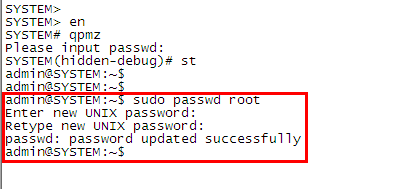 SYSTEM>
SYSTEM> en
SYSTEM# qpmz
Please input passwd:
SYSTEM(hidden-debug)# st
admin@SYSTEM:~$
admin@SYSTEM:~$
admin@SYSTEM:~$ sudo passwd root
Enter new UNIX password:
Retype new UNIX password:
passwd: password updated successfully
admin@SYSTEM:~$